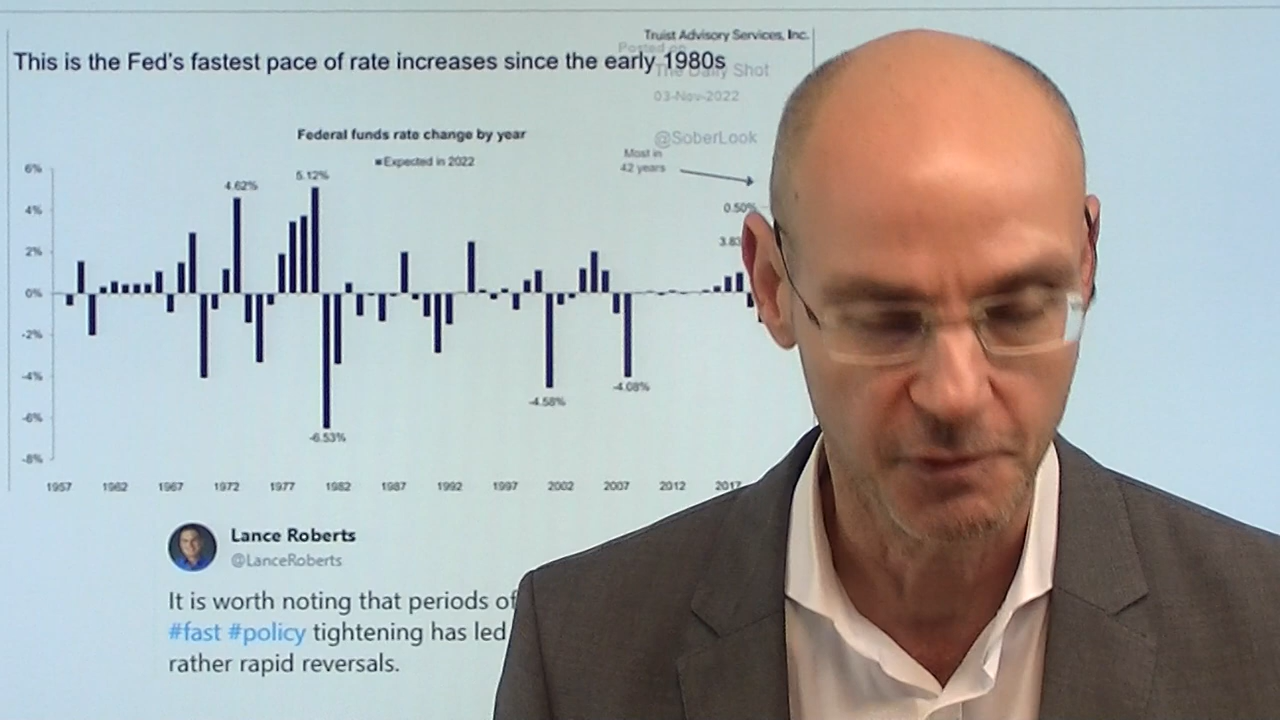 Truist Advisory Services, Inc.
Posted on
This is the Fed's fastest pace of rate increases since the early 1980s
The Daily Shot
03-Nov-2022
@SoberLook
Federal funds rate change by year
Expected in 2022
Most in
42 years
6%
4%
2%
0%
-2%
-4%
-6%
-8%
4.62%
5.12%
-6.53%
-4.58%
-4.08%
0.50%
3.83
1957 1962 1967 1972 1977 1982 1987 1992 1997 2002 2007 2012 2017
Lance Roberts
@LanceRoberts
It is worth noting that periods of
#fast #policy tightening has led
rather rapid reversals.